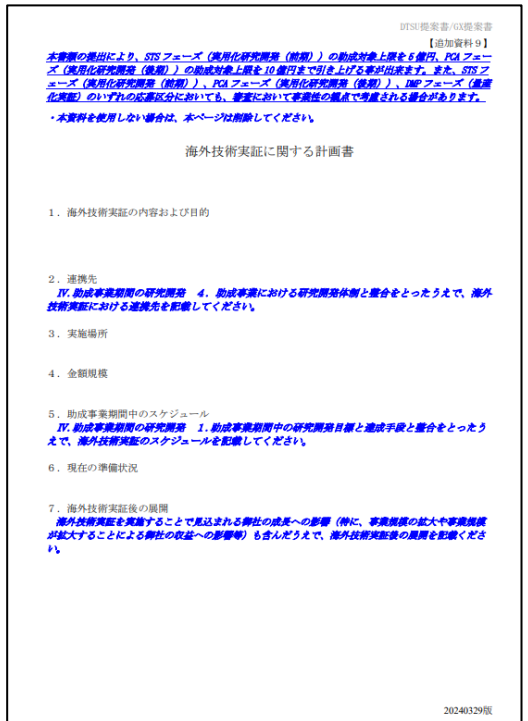 DTSU提案書/GX提案書
【追加資料９】
本書類の提出により、STSフェーズ（実用化研究開発（前期））の助成対象上限を５億円、PCAフェー
ズ（実用化研究開発（後期））の助成対象上限を10億円まで引き上げる事が出来ます。また、STSフ
ェーズ（実用化研究開発（前期））、PCAフェーズ（実用化研究開発（後期））、DMPフェーズ（量産
化実証）のいずれの応募区分においても、審査において事業性の観点で考慮される場合があります。
・本資料を使用しない場合は、本ページは削除してください。
海外技術実証に関する計画書
１．海外技術実証の内容および目的
２．連携先
Ⅳ.助成事業期間の研究開発　４．助成事業における研究開発体制と整合をとったうえで、海外
技術実証における連携先を記載してください。
３．実施場所
４．金額規模
５．助成事業期間中のスケジュール
Ⅳ.助成事業期間の研究開発　１.助成事業期間中の研究開発目標と達成手段と整合をとったう
えで、海外技術実証のスケジュールを記載してください。
６．現在の準備状況
７．海外技術実証後の展開
海外技術実証を実施することで見込まれる御社の成長への影響（特に、事業規模の拡大や事業規模
が拡大することによる御社の収益への影響等）も含んだうえで、海外技術実証後の展開を記載くださ
い。
20240329版